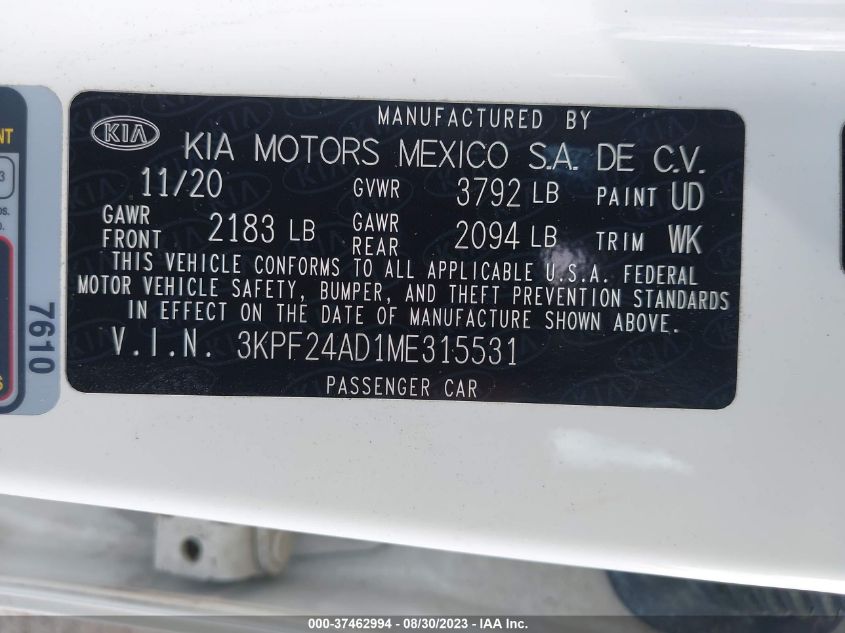 MANUFACTURED BY
KIA KIA MOTORS MEXICO S.A. DE C.V.
11/20 GVWR 3792 LB PAINT UD
GAWR FRONT 2183 LB GAWR REAR 2094 LB TRIM WK
THIS VEHICLE CONFORMS TO ALL APPLICABLE U.S.A. FEDERAL
MOTOR VEHICLE SAFETY, BUMPER, AND THEFT PREVENTION STANDARDS
IN EFFECT ON THE DATE OF MANUFACTURE SHOWN ABOVE.
V.I.N. 3KPF24AD1ME315531
PASSENGER CAR
7610
000-37462994 - 08/30/2023 - IAA Inc.